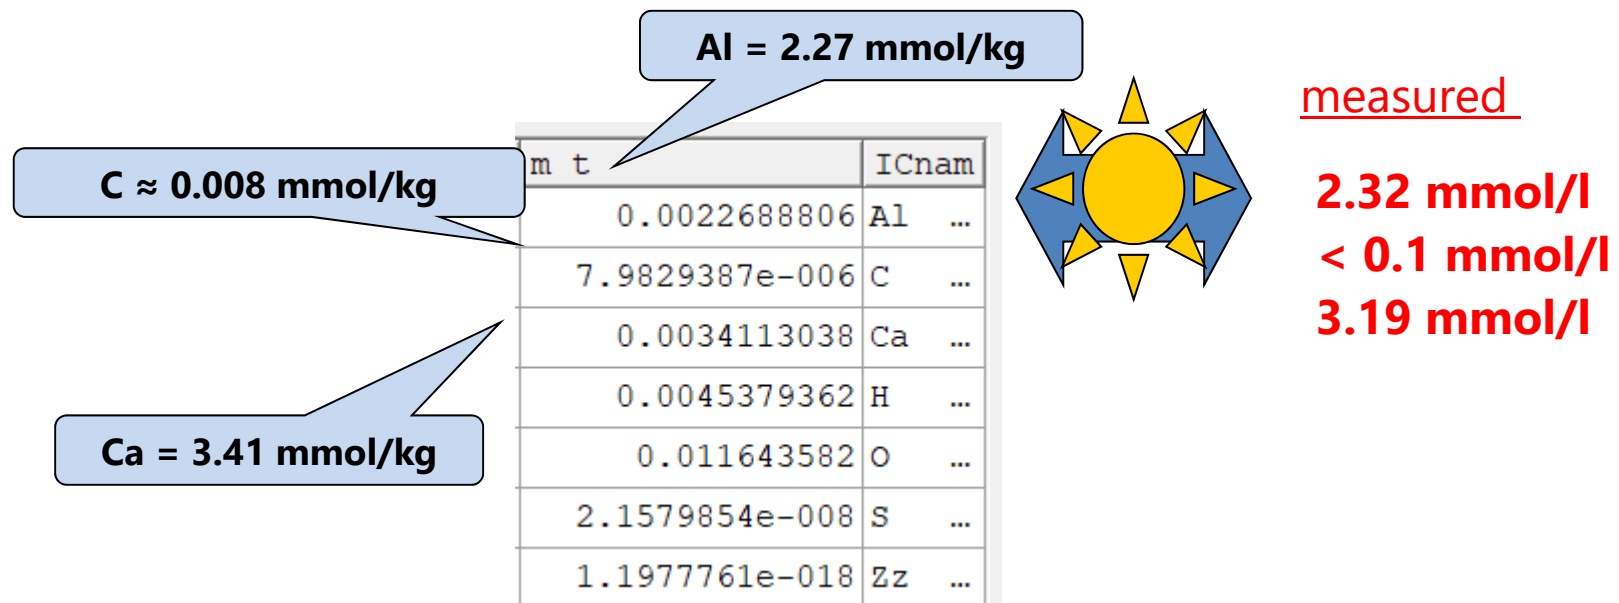 Al = 2.27 mmol/kg
measured
C ≈ 0.008 mmol/kg
m t ICnam
0.0022688806 Al ...
7.9829387e-006 C ...
0.0034113038 Ca ...
0.0045379362 H ...
0.011643582 O ...
2.1579854e-008 S ...
1.1977761e-018 Zz ...
2.32 mmol/l
< 0.1 mmol/l
3.19 mmol/l
Ca = 3.41 mmol/kg